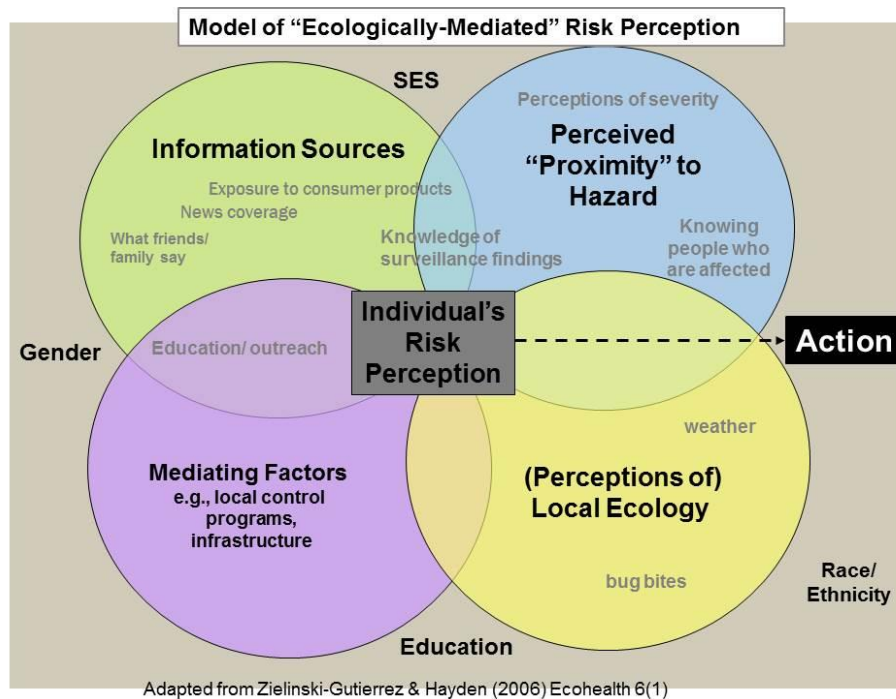 Model of “Ecologically-Mediated” Risk Perception
SES
Information Sources
Exposure to consumer products
News coverage
What friends/
family say
Knowledge of
surveillance findings
Perceptions of severity
Perceived
“Proximity” to
Hazard
Knowing
people who
are affected
Gender
Education/ outreach
Individual’s
Risk
Perception
Action
Mediating Factors
e.g., local control
programs,
infrastructure
weather
(Perceptions of)
Local Ecology
bug bites
Race/
Ethnicity
Education
Adapted from Zielinski-Gutierrez & Hayden (2006) Ecohealth 6(1)